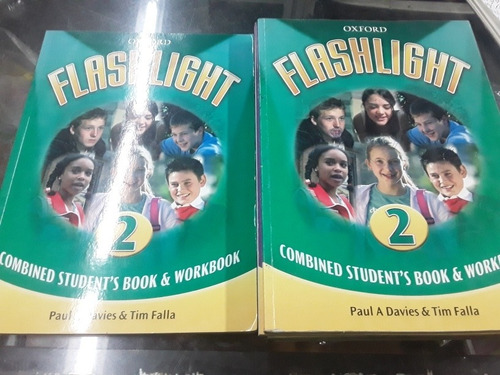 OXFORD
FLASHLIGHT
2
COMBINED STUDENT'S BOOK & WORKBOOK
Paul A Davies & Tim Falla
OXFORD
FLASHLIGHT
2
COMBINED STUDENT'S BOOK & WORK
Paul A Davies & Tim Falla